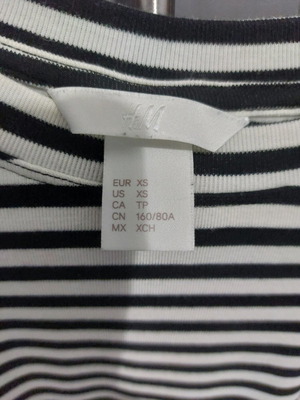 H&M
EUR XS
US XS
CA TP
CN 160/80A
MX XCH